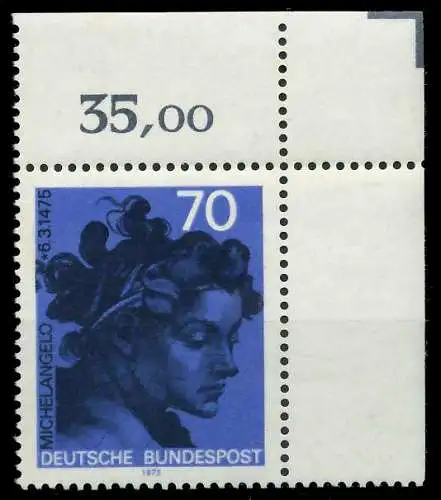 35,00
70
MICHELANGELO *6.3.1475
DEUTSCHE BUNDESPOST
1975